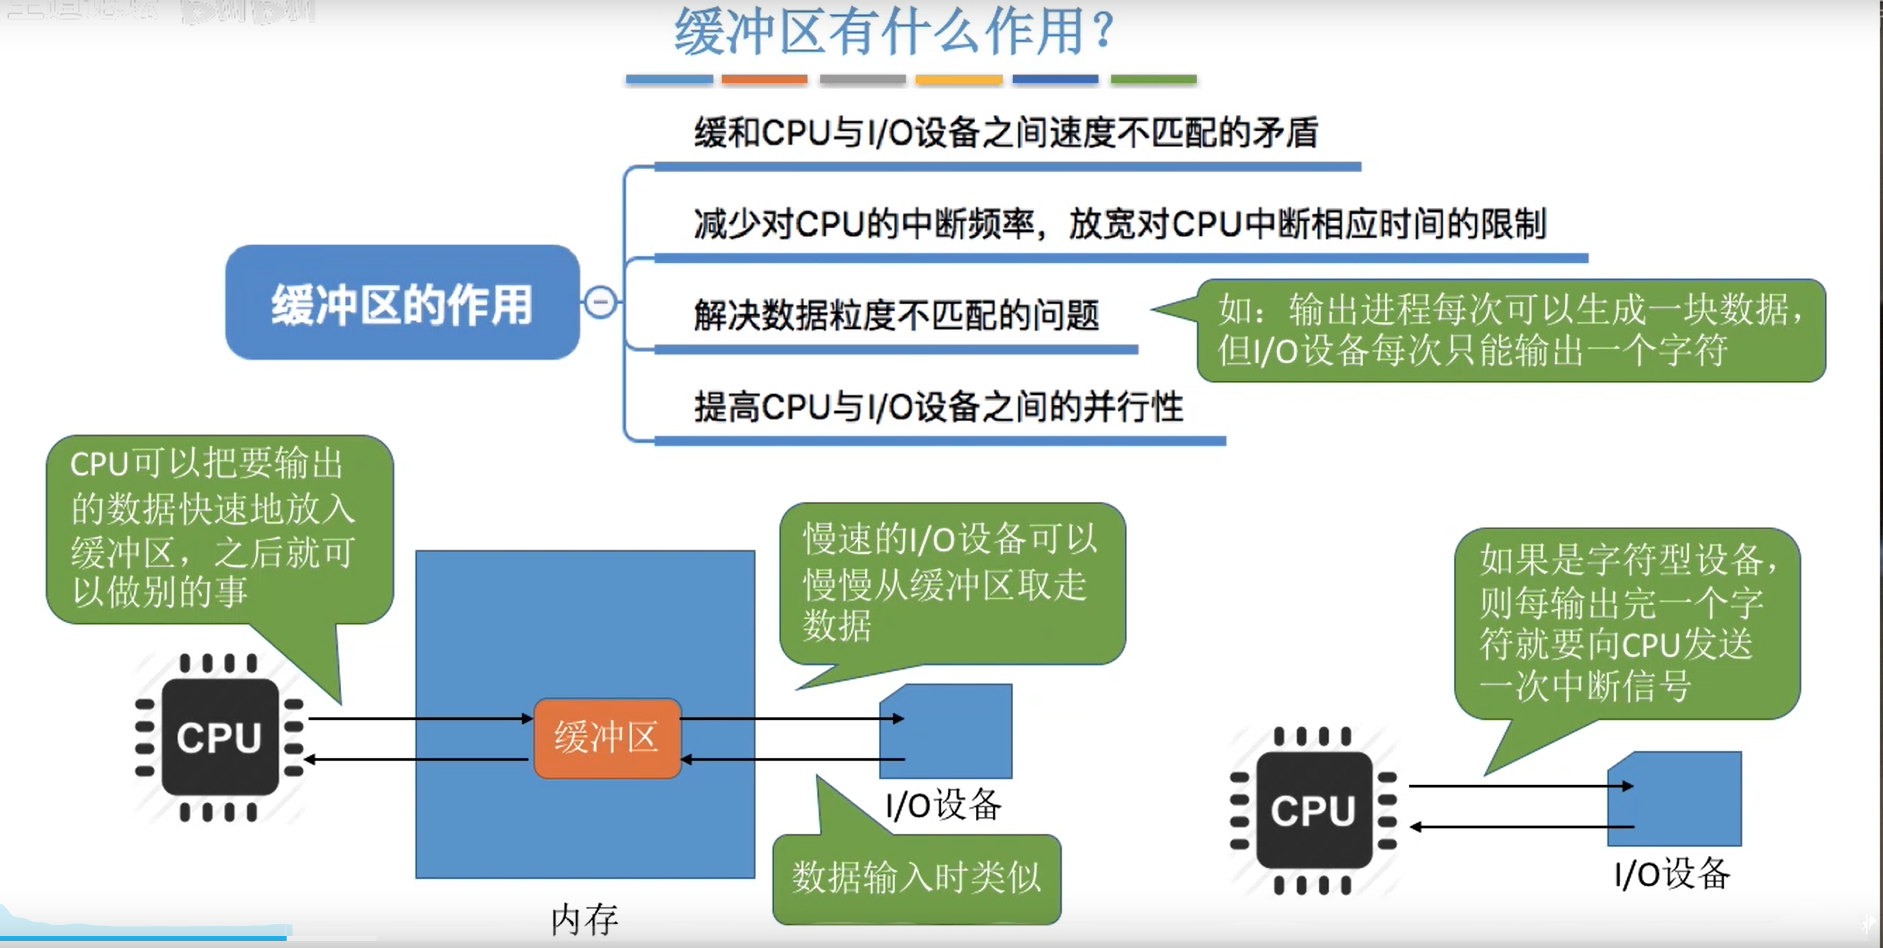 缓冲区有什么作用？
缓和CPU与I/O设备之间速度不匹配的矛盾
减少对CPU的中断频率，放宽对CPU中断相应时间的限制
缓冲区的作用
解决数据粒度不匹配的问题
如：输出进程每次可以生成一块数据，
但I/O设备每次只能输出一个字符
提高CPU与I/O设备之间的并行性
CPU可以把要输出
的数据快速地放入
缓冲区，之后就可
以做别的事
慢速的I/O设备可以
慢慢从缓冲区取走
数据
如果是字符型设备，
则每输出完一个字
符就要向CPU发送
一次中断信号
CPU
缓冲区
I/O设备
数据输入时类似
内存
CPU
I/O设备